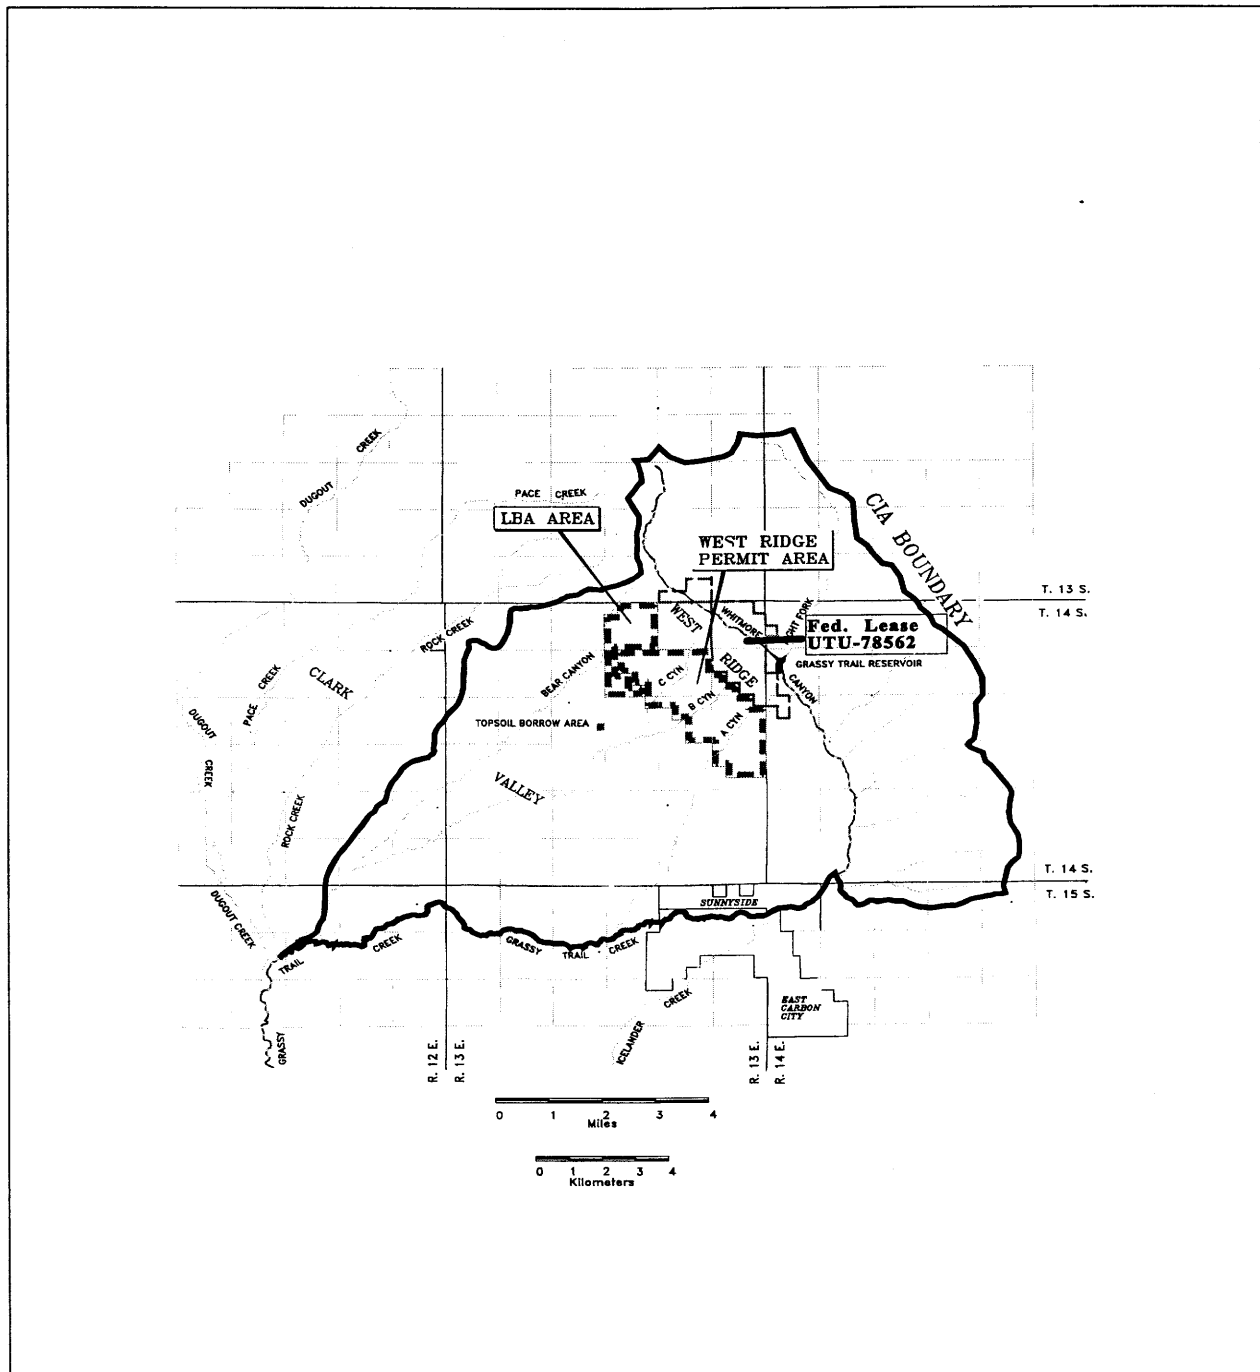 DUGOUT CREEK
PACE CREEK
LBA AREA
WEST RIDGE
PERMIT AREA
CIA BOUNDARY
T. 13 S.
T. 14 S.
WEST
RIDGE
WHITMORE
CANYON
GHT FORK
Fed. Lease
UTU-78562
GRASSY TRAIL RESERVOIR
ROCK CREEK
CLARK
VALLEY
PACE CREEK
DUGOUT
CREEK
BEAR CANYON
C CYN
B CYN
A CYN
TOPSOIL BORROW AREA
ROCK CREEK
T. 14 S.
T. 15 S.
DUGOUT CREEK
SUNNYSIDE
TRAIL
CREEK
GRASSY
TRAIL
CREEK
GRASSY
ICELANDER
CREEK
EAST
CARBON
CITY
R. 12 E.
R. 13 E.
R. 13 E.
R. 14 E.
0 1 2 3 4
Miles
0 1 2 3 4
Kilometers